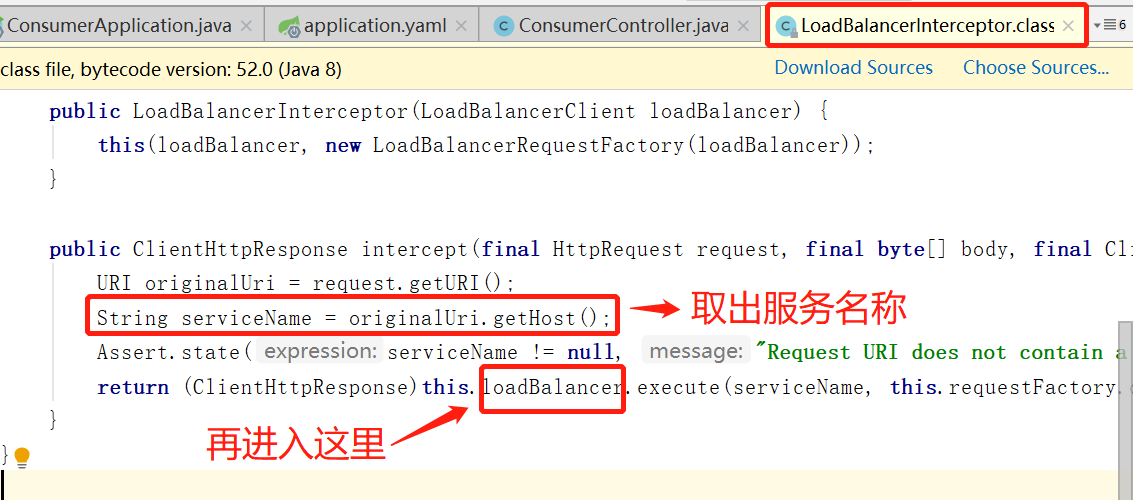 ConsumerApplication.java × application.yaml × ConsumerController.java × LoadBalancerInterceptor.class × 6
class file, bytecode version: 52.0 (Java 8) Download Sources Choose Sources...
public LoadBalancerInterceptor(LoadBalancerClient loadBalancer) {
this(loadBalancer, new LoadBalancerRequestFactory(loadBalancer));
}
public ClientHttpResponse intercept(final HttpRequest request, final byte[] body, final Cli
URI originalUri = request.getURI();
String serviceName = originalUri.getHost(); 取出服务名称
Assert.state( expression: serviceName != null, message: "Request URI does not contain a
return (ClientHttpResponse)this.loadBalancer.execute(serviceName, this.requestFactory.
}
再进入这里
}